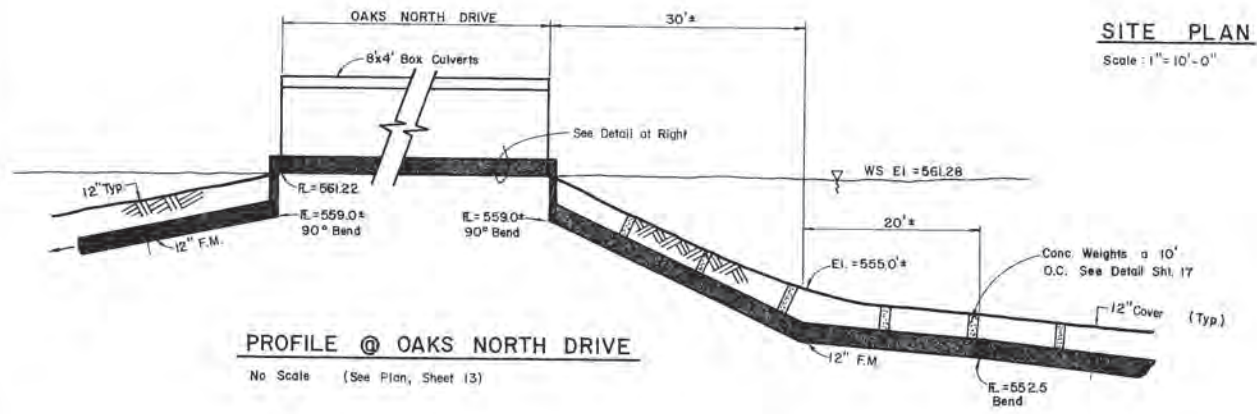 OAKS NORTH DRIVE
30'±
SITE PLAN
Scale : 1" = 10'-0"
8'x4' Box Culverts
See Detail at Right
12" Typ.
FL=561.22
WS El =561.28
FL=559.0±
90° Bend
FL=559.0±
90° Bend
20'±
12" F.M.
El.=555.0'±
Conc. Weights a 10'
O.C. See Detail Sht. 17
12" Cover (Typ.)
PROFILE @ OAKS NORTH DRIVE
No Scale (See Plan, Sheet 13)
12" F.M.
FL=552.5
Bend